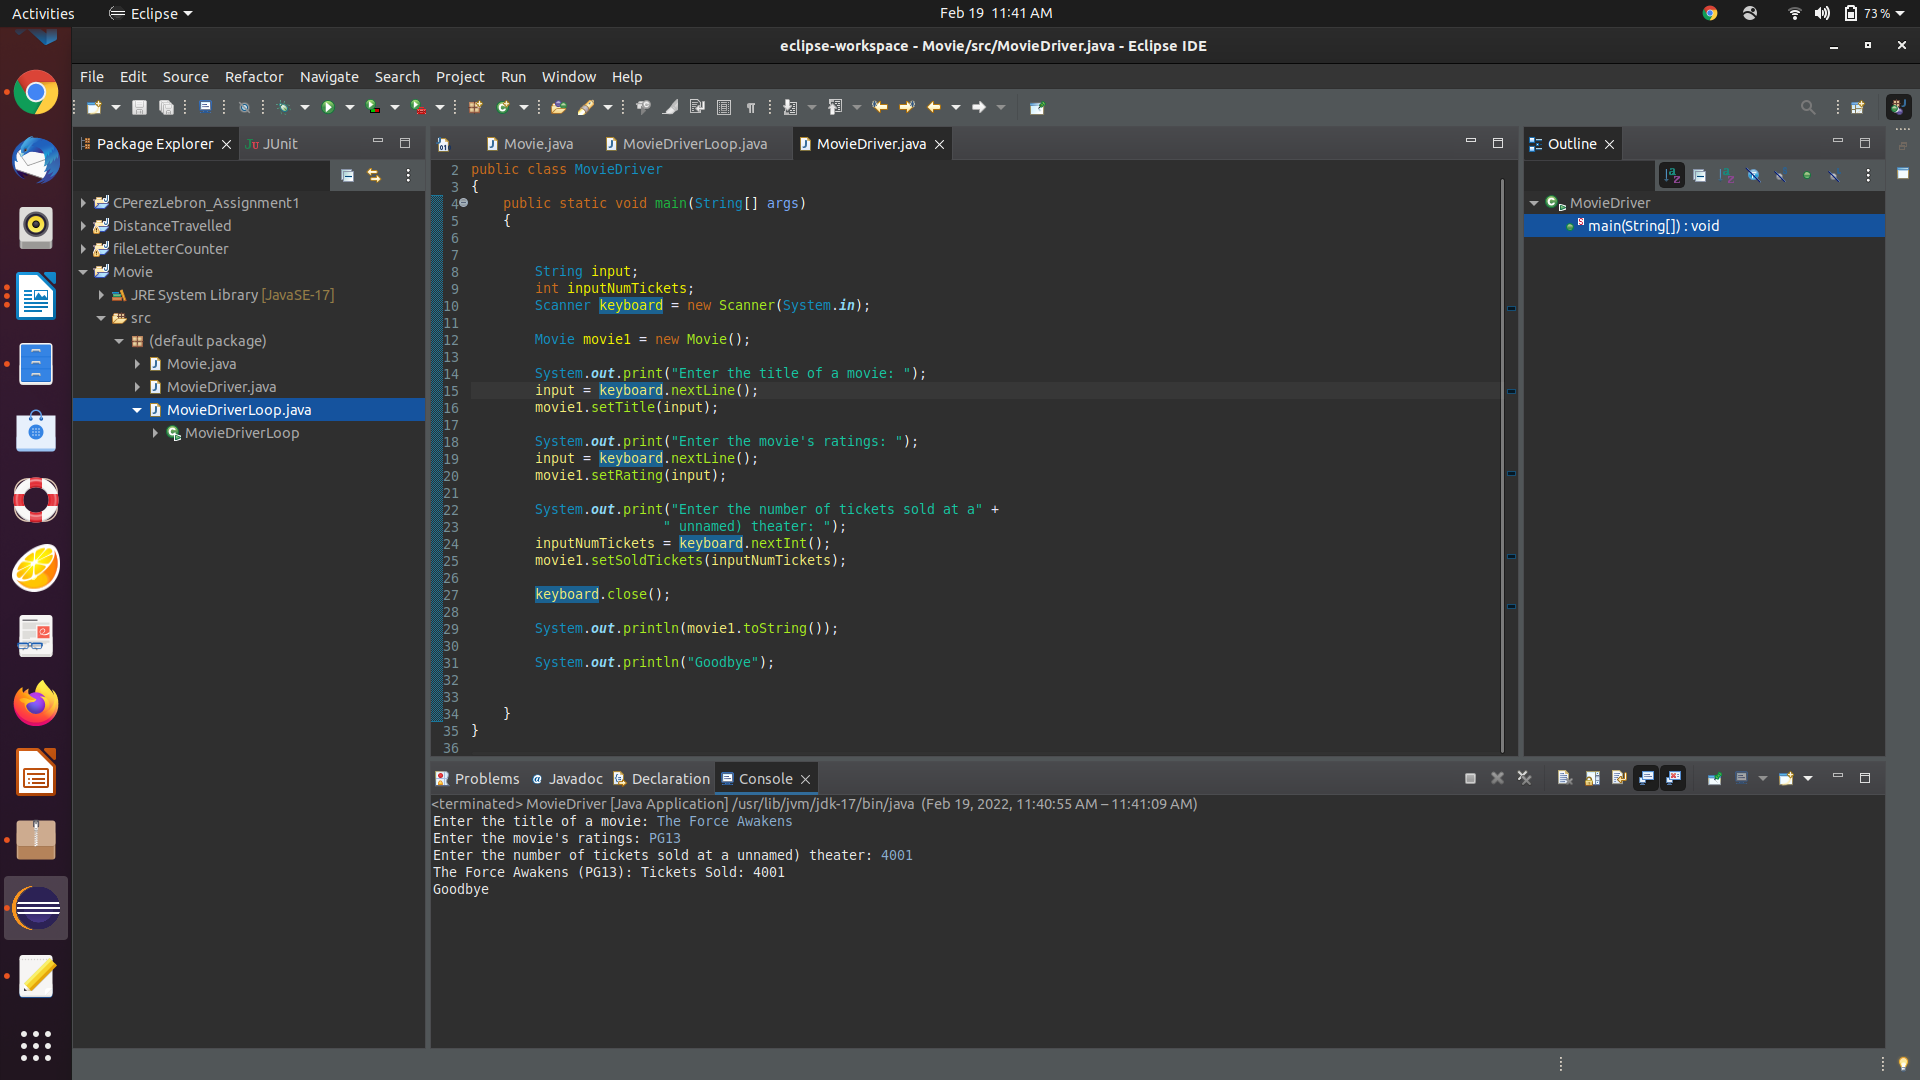 Activities Eclipse Feb 19 11:41 AM 73 %
eclipse-workspace - Movie/src/MovieDriver.java - Eclipse IDE
File Edit Source Refactor Navigate Search Project Run Window Help
Package Explorer JUnit
CPerezLebron_Assignment1
DistanceTravelled
fileLetterCounter
Movie
JRE System Library [JavaSE-17]
src
(default package)
Movie.java
MovieDriver.java
MovieDriverLoop.java
MovieDriverLoop
Movie.java MovieDriverLoop.java MovieDriver.java
2 public class MovieDriver
3 {
4 public static void main(String[] args)
5 {
6
7
8 String input;
9 int inputNumTickets;
10 Scanner keyboard = new Scanner(System.in);
11
12 Movie movie1 = new Movie();
13
14 System.out.print("Enter the title of a movie: ");
15 input = keyboard.nextLine();
16 movie1.setTitle(input);
17
18 System.out.print("Enter the movie's ratings: ");
19 input = keyboard.nextLine();
20 movie1.setRating(input);
21
22 System.out.print("Enter the number of tickets sold at a" +
23 " unnamed) theater: ");
24 inputNumTickets = keyboard.nextInt();
25 movie1.setSoldTickets(inputNumTickets);
26
27 keyboard.close();
28
29 System.out.println(movie1.toString());
30
31 System.out.println("Goodbye");
32
33
34 }
35 }
36
Outline
MovieDriver
main(String[]) : void
Problems Javadoc Declaration Console
<terminated> MovieDriver [Java Application] /usr/lib/jvm/jdk-17/bin/java (Feb 19, 2022, 11:40:55 AM – 11:41:09 AM)
Enter the title of a movie: The Force Awakens
Enter the movie's ratings: PG13
Enter the number of tickets sold at a unnamed) theater: 4001
The Force Awakens (PG13): Tickets Sold: 4001
Goodbye